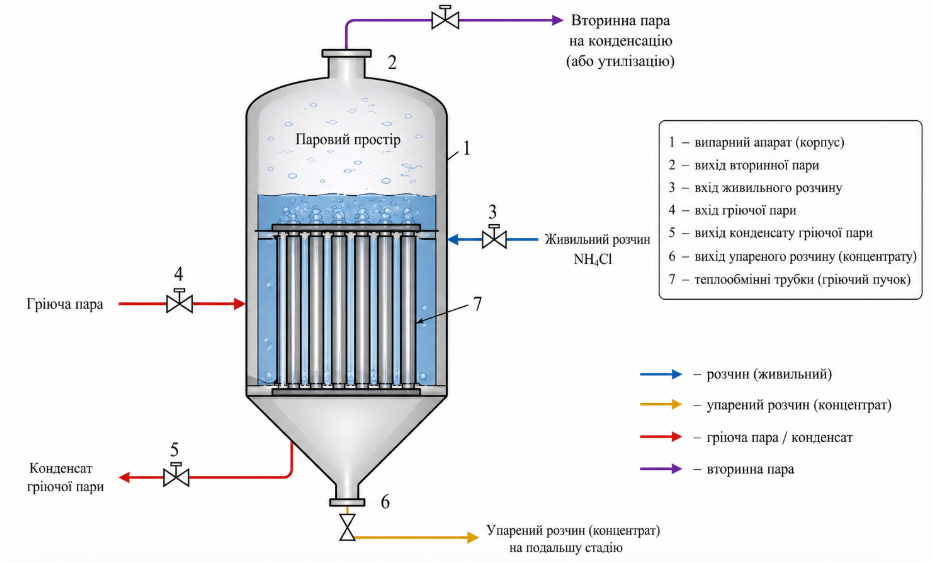 Вторинна пара
на конденсацію
(або утилізацію)
2
Паровий простір
1
3
Живильний розчин
NH₄Cl
4
Гріюча пара
7
5
Конденсат
гріючої пари
6
Упарений розчин (концентрат)
на подальшу стадію
1 – випарний апарат (корпус)
2 – вихід вторинної пари
3 – вхід живильного розчину
4 – вхід гріючої пари
5 – вихід конденсату гріючої пари
6 – вихід упареного розчину (концентрату)
7 – теплообмінні трубки (гріючий пучок)
– розчин (живильний)
– упарений розчин (концентрат)
– гріюча пара / конденсат
– вторинна пара